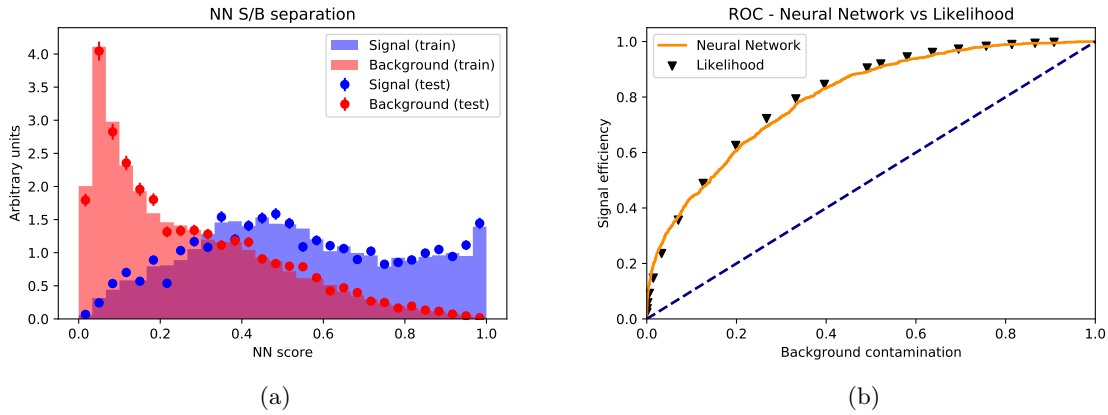 NN S/B separation
Arbitrary units
4.0
3.5
3.0
2.5
2.0
1.5
1.0
0.5
0.0
Signal (train)
Background (train)
Signal (test)
Background (test)
0.0 0.2 0.4 0.6 0.8 1.0
NN score
(a)
ROC - Neural Network vs Likelihood
Signal efficiency
1.0
0.8
0.6
0.4
0.2
0.0
Neural Network
Likelihood
0.0 0.2 0.4 0.6 0.8 1.0
Background contamination
(b)